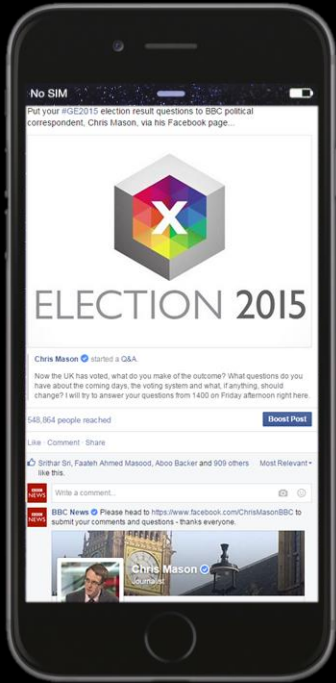 No SIM
Put your #GE2015 election result questions to BBC political
correspondent, Chris Mason, via his Facebook page...
X
ELECTION 2015
Chris Mason started a Q&A.
Now the UK has voted, what do you make of the outcome? What questions do you
have about the coming days, the voting system and what, if anything, should
change? I will try to answer your questions from 1400 on Friday afternoon right here.
548,864 people reached
Boost Post
Like · Comment · Share
Srithar Sri, Faateh Ahmed Masood, Aboo Backer and 909 others
like this.
Most Relevant
BBC
NEWS
Write a comment...
BBC
NEWS
BBC News Please head to https://www.facebook.com/ChrisMasonBBC to
submit your comments and questions - thanks everyone.
Chris Mason
Journalist